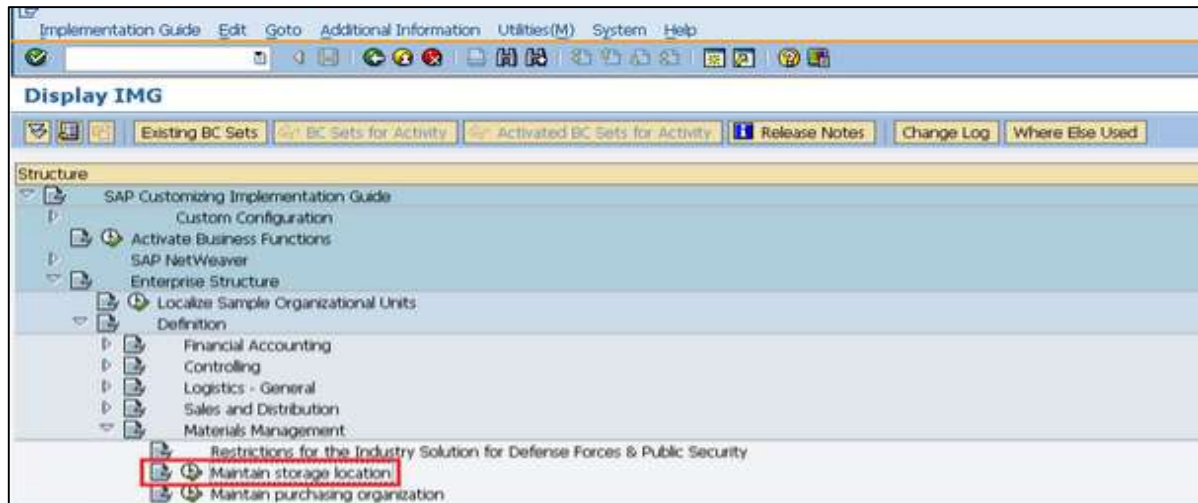 Implementation Guide Edit Goto Additional Information Utilities(M) System Help
Display IMG
Existing BC Sets BC Sets for Activity Activated BC Sets for Activity Release Notes Change Log Where Else Used
Structure
SAP Customizing Implementation Guide
Custom Configuration
Activate Business Functions
SAP NetWeaver
Enterprise Structure
Localize Sample Organizational Units
Definition
Financial Accounting
Controlling
Logistics - General
Sales and Distribution
Materials Management
Restrictions for the Industry Solution for Defense Forces & Public Security
Maintain storage location
Maintain purchasing organization